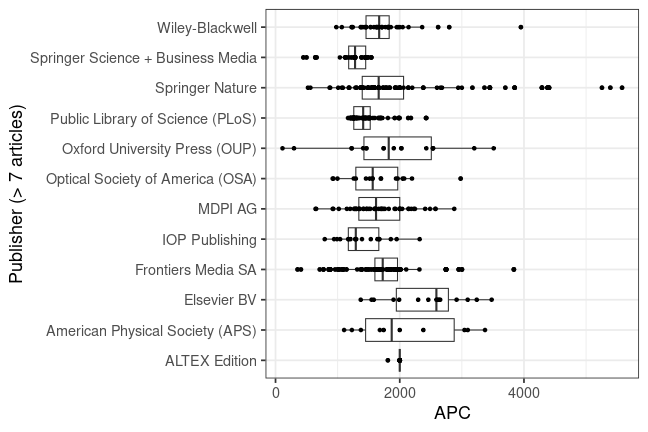 Publisher (> 7 articles)
Wiley-Blackwell
Springer Science + Business Media
Springer Nature
Public Library of Science (PLoS)
Oxford University Press (OUP)
Optical Society of America (OSA)
MDPI AG
IOP Publishing
Frontiers Media SA
Elsevier BV
American Physical Society (APS)
ALTEX Edition
0 2000 4000
APC